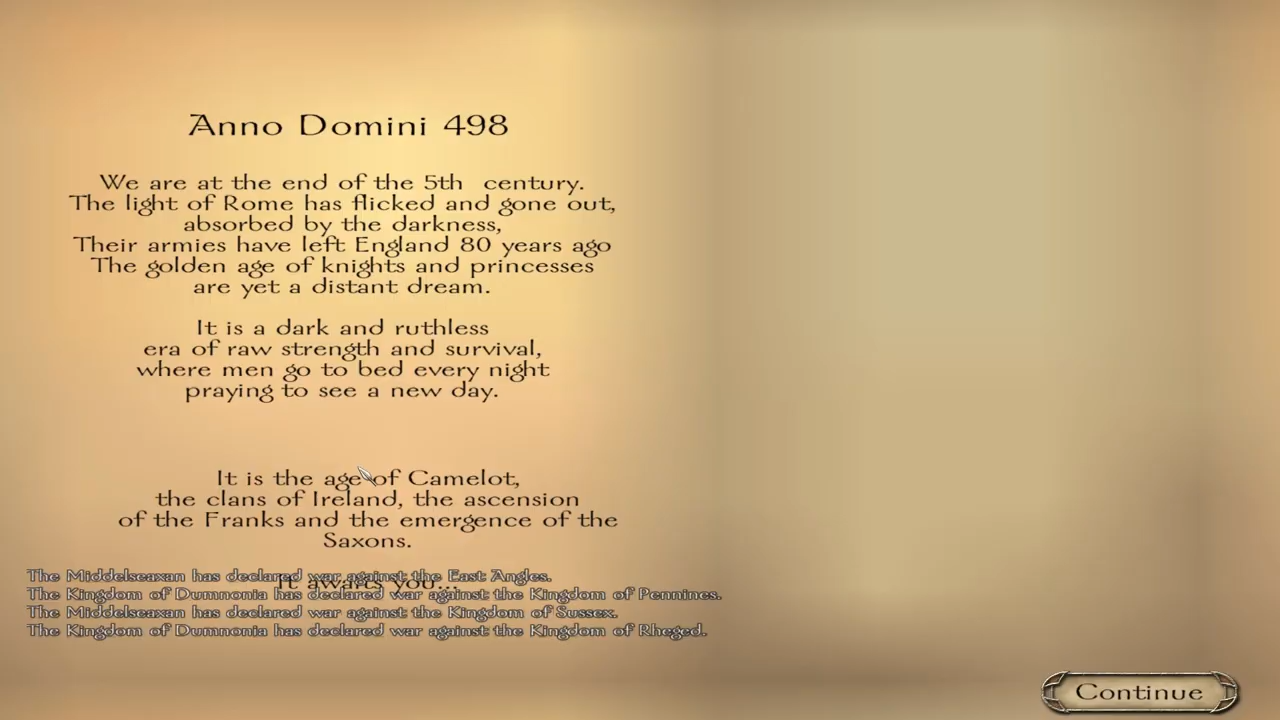 Anno Domini 498
We are at the end of the 5th century.
The light of Rome has flicked and gone out,
absorbed by the darkness,
Their armies have left England 80 years ago
The golden age of knights and princesses
are yet a distant dream.
It is a dark and ruthless
era of raw strength and survival,
where men go to bed every night
praying to see a new day.
It is the age of Camelot,
the clans of Ireland, the ascension
of the Franks and the emergence of the
Saxons.
It awaits you...
The Middelseaxan has declared war against the East Angles.
The Kingdom of Dumnonia has declared war against the Kingdom of Pennines.
The Middelseaxan has declared war against the Kingdom of Sussex.
The Kingdom of Dumnonia has declared war against the Kingdom of Rheged.
Continue